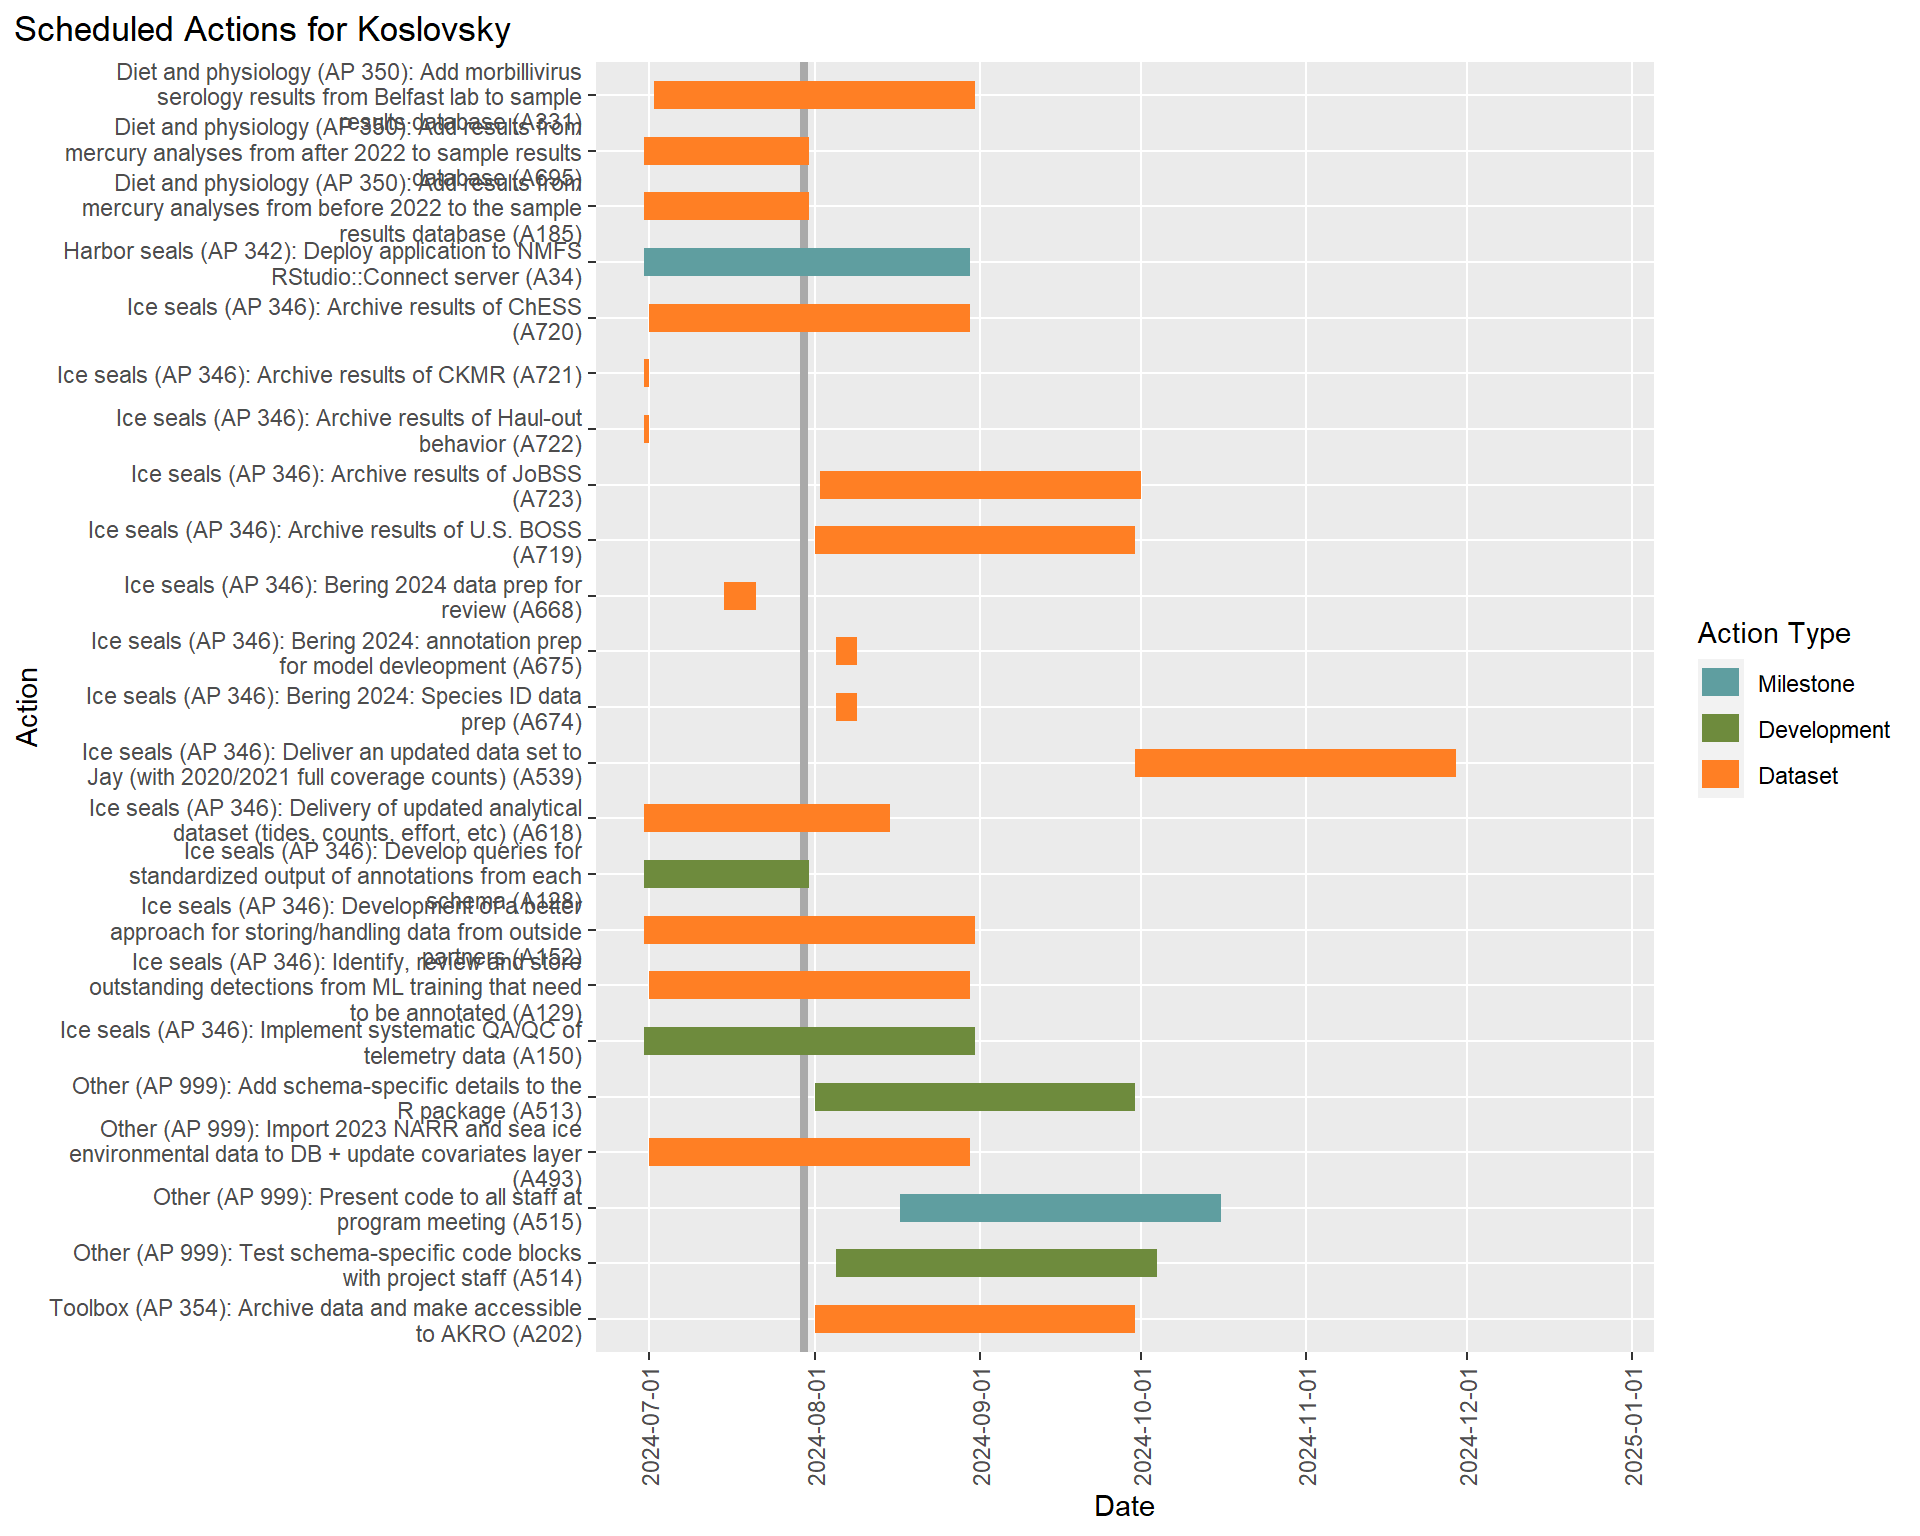 Scheduled Actions for Koslovsky
Diet and physiology (AP 350): Add morbillivirus
serology results from Belfast lab to sample
results database (A331)
Diet and physiology (AP 350): Add results from
mercury analyses from after 2022 to sample results
database (A695)
Diet and physiology (AP 350): Add results from
mercury analyses from before 2022 to the sample
results database (A185)
Harbor seals (AP 342): Deploy application to NMFS
RStudio::Connect server (A34)
Ice seals (AP 346): Archive results of ChESS
(A720)
Ice seals (AP 346): Archive results of CKMR (A721)
Ice seals (AP 346): Archive results of Haul-out
behavior (A722)
Ice seals (AP 346): Archive results of JoBSS
(A723)
Ice seals (AP 346): Archive results of U.S. BOSS
(A719)
Ice seals (AP 346): Bering 2024 data prep for
review (A668)
Ice seals (AP 346): Bering 2024: annotation prep
for model devleopment (A675)
Ice seals (AP 346): Bering 2024: Species ID data
prep (A674)
Ice seals (AP 346): Deliver an updated data set to
Jay (with 2020/2021 full coverage counts) (A539)
Ice seals (AP 346): Delivery of updated analytical
dataset (tides, counts, effort, etc) (A618)
Ice seals (AP 346): Develop queries for
standardized output of annotations from each
schema (A128)
Ice seals (AP 346): Development of a better
approach for storing/handling data from outside
partners (A152)
Ice seals (AP 346): Identify, review and store
outstanding detections from ML training that need
to be annotated (A129)
Ice seals (AP 346): Implement systematic QA/QC of
telemetry data (A150)
Other (AP 999): Add schema-specific details to the
R package (A513)
Other (AP 999): Import 2023 NARR and sea ice
environmental data to DB + update covariates layer
(A493)
Other (AP 999): Present code to all staff at
program meeting (A515)
Other (AP 999): Test schema-specific code blocks
with project staff (A514)
Toolbox (AP 354): Archive data and make accessible
to AKRO (A202)
Action
2024-07-01
2024-08-01
2024-09-01
2024-10-01
2024-11-01
2024-12-01
2025-01-01
Date
Action Type
Milestone
Development
Dataset